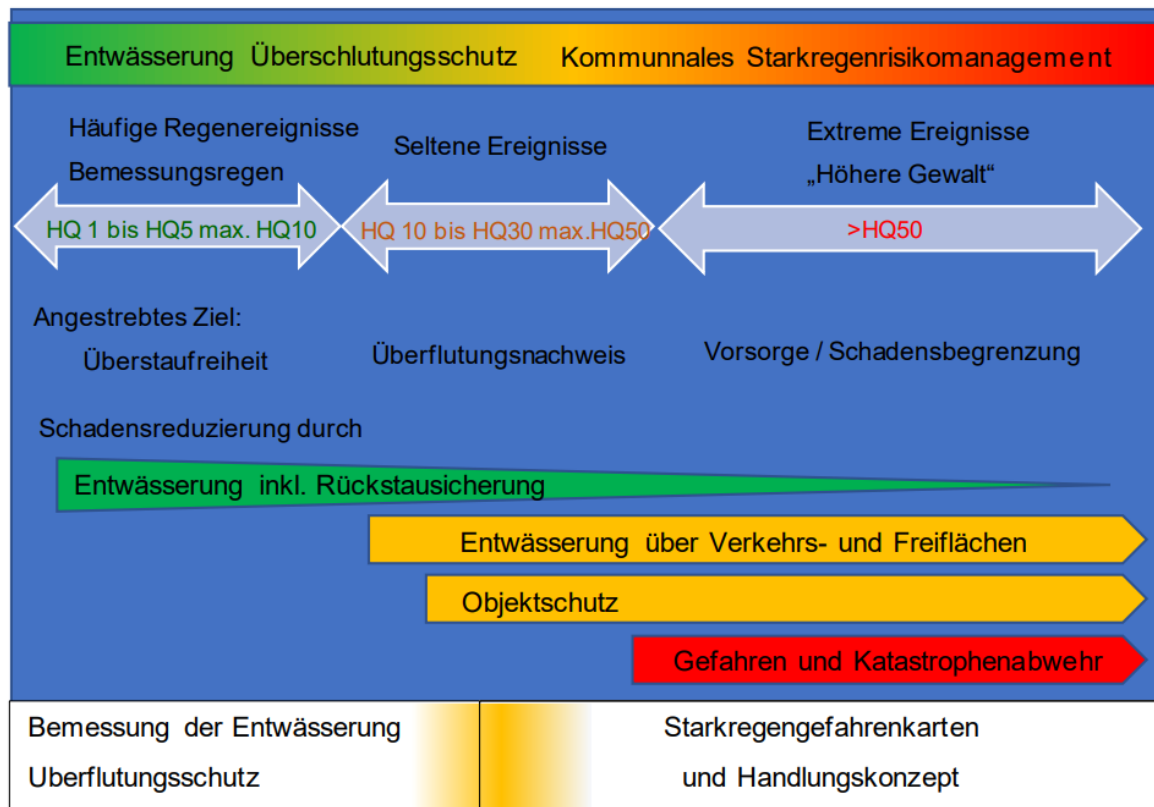 Entwässerung Überschlutungsschutz Kommunnales Starkregenrisikomanagement
Häufige Regenereignisse
Bemessungsregen
Seltene Ereignisse
Extreme Ereignisse
„Höhere Gewalt“
HQ 1 bis HQ5 max. HQ10
HQ 10 bis HQ30 max.HQ50
>HQ50
Angestrebtes Ziel:
Überstaufreiheit
Überflutungsnachweis
Vorsorge / Schadensbegrenzung
Schadensreduzierung durch
Entwässerung inkl. Rückstausicherung
Entwässerung über Verkehrs- und Freiflächen
Objektschutz
Gefahren und Katastrophenabwehr
Bemessung der Entwässerung
Uberflutungsschutz
Starkregengefahrenkarten
und Handlungskonzept